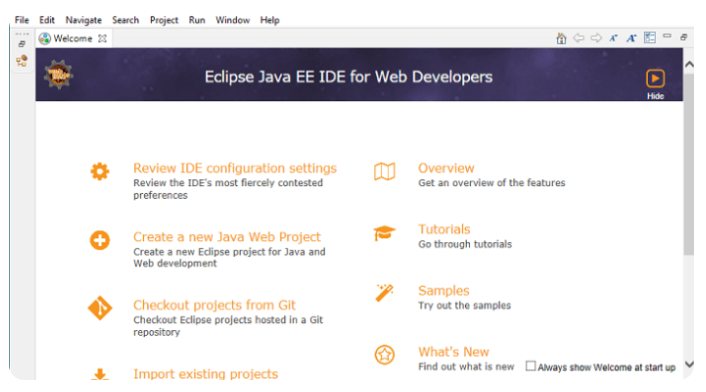 File Edit Navigate Search Project Run Window Help
Welcome
Eclipse Java EE IDE for Web Developers
Hide
Review IDE configuration settings
Review the IDE's most fiercely contested
preferences
Overview
Get an overview of the features
Create a new Java Web Project
Create a new Eclipse project for Java and
Web development
Tutorials
Go through tutorials
Checkout projects from Git
Checkout Eclipse projects hosted in a Git
repository
Samples
Try out the samples
Import existing projects
What's New
Find out what is new
Always show Welcome at start up